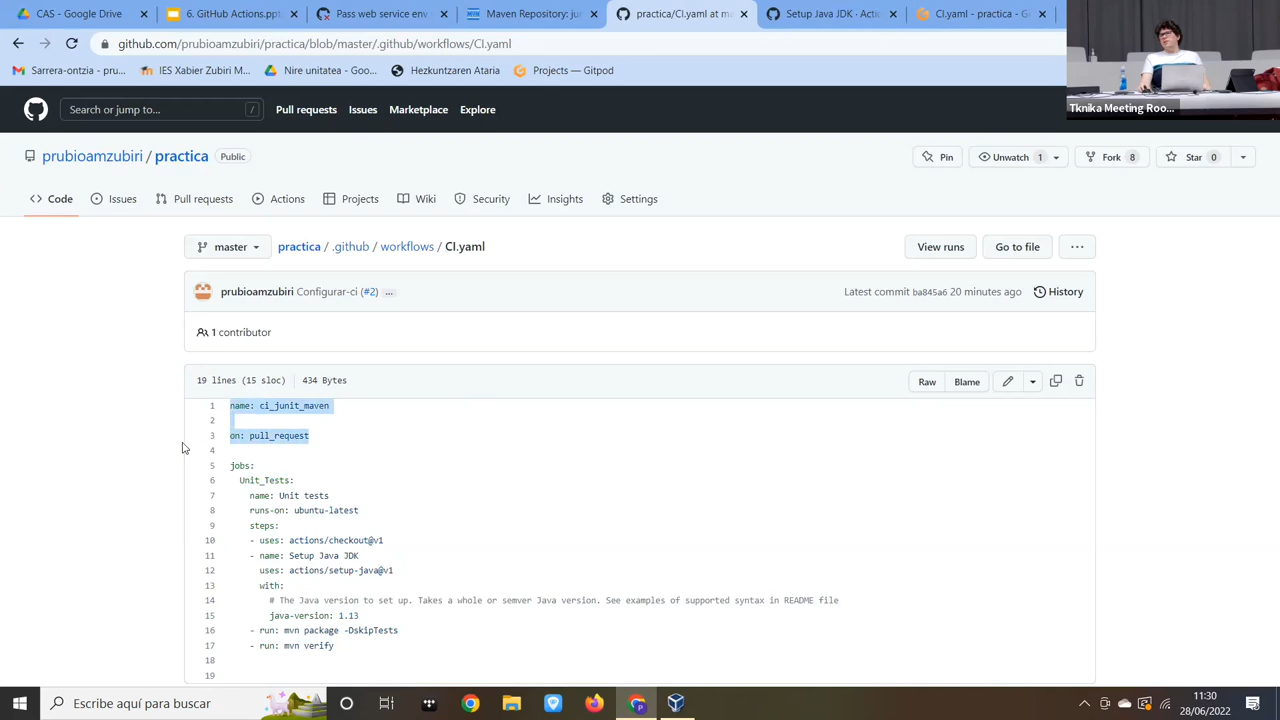 CAS - Google Drive
6. GitHub Actions.ppt
Pass web service env
Maven Repository: ju
practica/CI.yaml at m
Setup Java JDK · Action
CI.yaml - practica - G
github.com/prubioamzubiri/practica/blob/master/.github/workflows/CI.yaml
Sarrera-ontzia - pru...
IES Xabier Zubiri M...
Nire unitatea - Goo...
Hezkuntzaren Ataria
Projects — Gitpod
Tknika Meeting Roo...
Search or jump to...
/
Pull requests
Issues
Marketplace
Explore
prubioamzubiri / practica
Public
Pin
Unwatch 1
Fork 8
Star 0
Code
Issues
Pull requests
Actions
Projects
Wiki
Security
Insights
Settings
master
practica / .github / workflows / CI.yaml
View runs
Go to file
...
prubioamzubiri Configurar-ci (#2) ...
Latest commit ba845a6 20 minutes ago
History
1 contributor
19 lines (15 sloc) 434 Bytes
Raw
Blame
1 name: ci_junit_maven
2
3 on: pull_request
4
5 jobs:
6 Unit_Tests:
7 name: Unit tests
8 runs-on: ubuntu-latest
9 steps:
10 - uses: actions/checkout@v1
11 - name: Setup Java JDK
12 uses: actions/setup-java@v1
13 with:
14 # The Java version to set up. Takes a whole or semver Java version. See examples of supported syntax in README file
15 java-version: 1.13
16 - run: mvn package -DskipTests
17 - run: mvn verify
18
19
Escribe aquí para buscar
11:30
28/06/2022